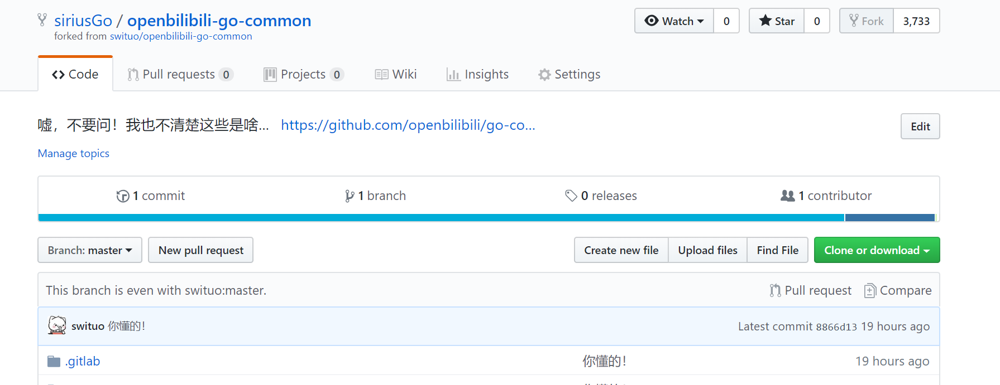 siriusGo / openbilibili-go-common
forked from swituo/openbilibili-go-common
Watch 0 Star 0 Fork 3,733
Code Pull requests 0 Projects 0 Wiki Insights Settings
嘘，不要问！我也不清楚这些是啥... https://github.com/openbilibili/go-co...
Edit
Manage topics
1 commit 1 branch 0 releases 1 contributor
Branch: master New pull request Create new file Upload files Find File Clone or download
This branch is even with swituo:master. Pull request Compare
swituo 你懂的！ Latest commit 8866d13 19 hours ago
.gitlab 你懂的！ 19 hours ago